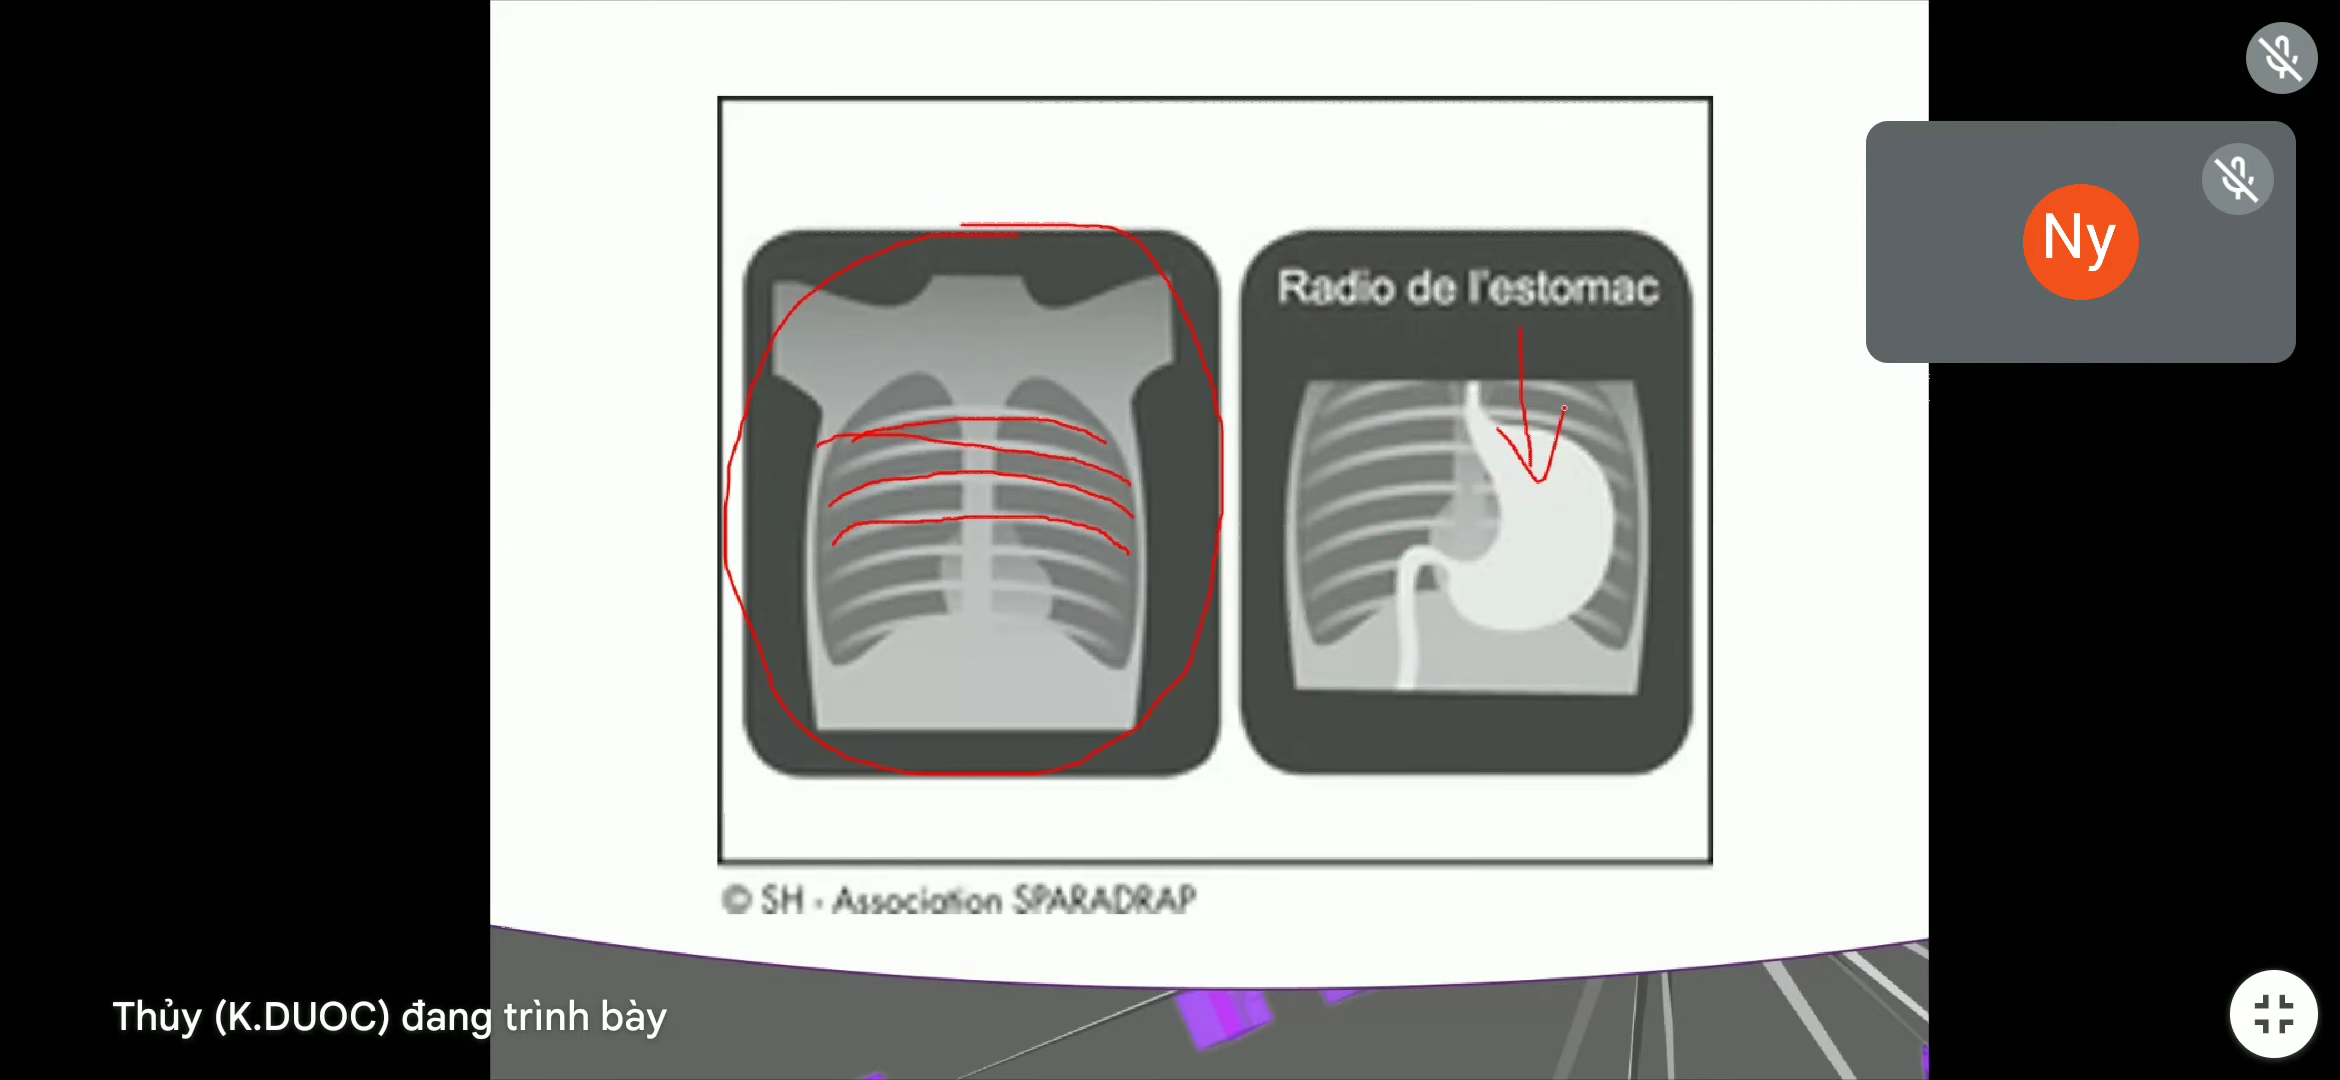 Radio de l'estomac
Ny
© SH - Association SPARADRAP
Thủy (K.DUOC) đang trình bày